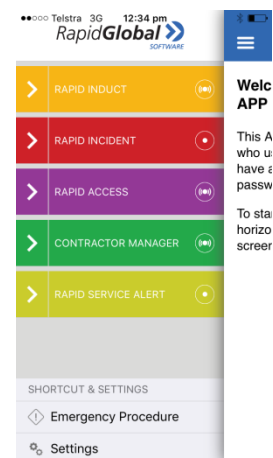 Telstra 3G 12:34 pm
RapidGlobal
SOFTWARE
RAPID INDUCT
RAPID INCIDENT
RAPID ACCESS
CONTRACTOR MANAGER
RAPID SERVICE ALERT
SHORTCUT & SETTINGS
Emergency Procedure
Settings
Welc
APP
This A
who us
have a
passw
To star
horizo
screen